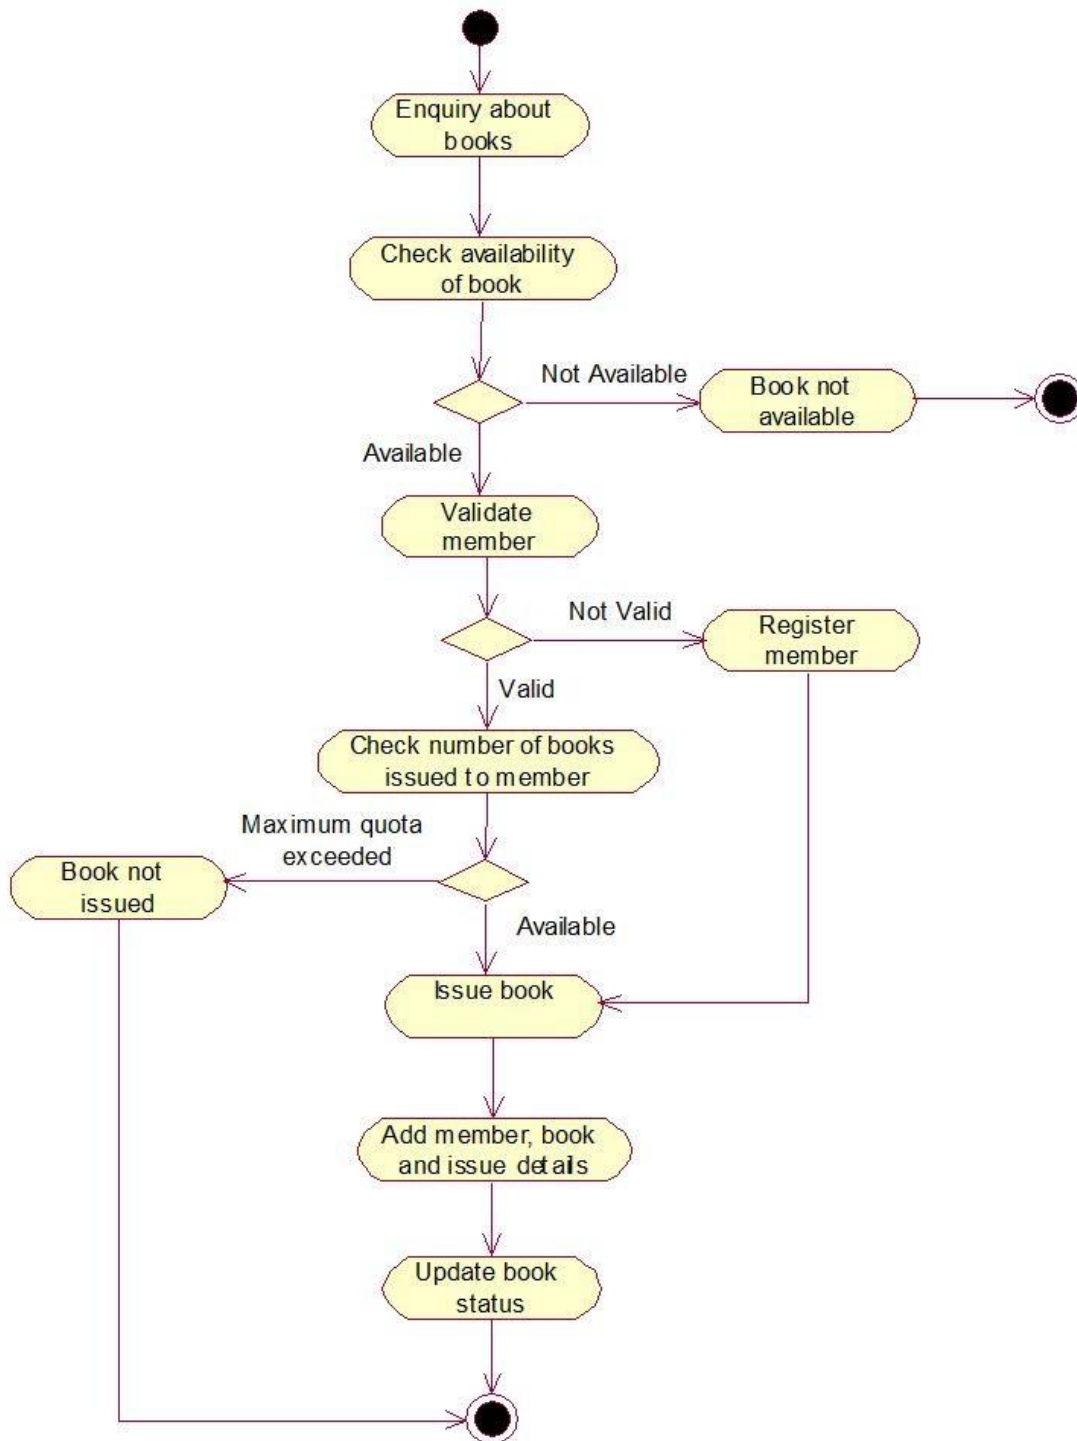 Enquiry about
books
Check availability
of book
Not Available
Book not
available
Available
Validate
member
Not Valid
Register
member
Valid
Check number of books
issued to member
Maximum quota
exceeded
Book not
issued
Available
Issue book
Add member, book
and issue details
Update book
status